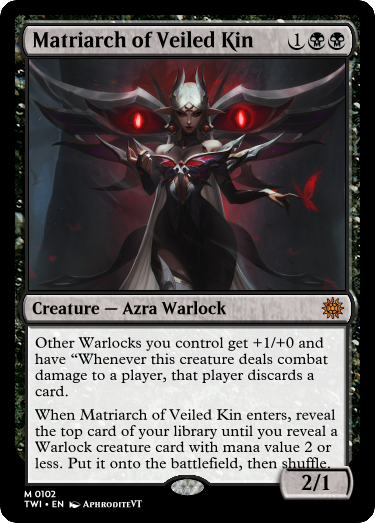 Matriarch of Veiled Kin 1
Creature — Azra Warlock
Other Warlocks you control get +1/+0 and
have “Whenever this creature deals combat
damage to a player, that player discards a
card.
When Matriarch of Veiled Kin enters, reveal
the top card of your library until you reveal a
Warlock creature card with mana value 2 or
less. Put it onto the battlefield, then shuffle.
2/1
M 0102
TWI • EN AphroditeVT